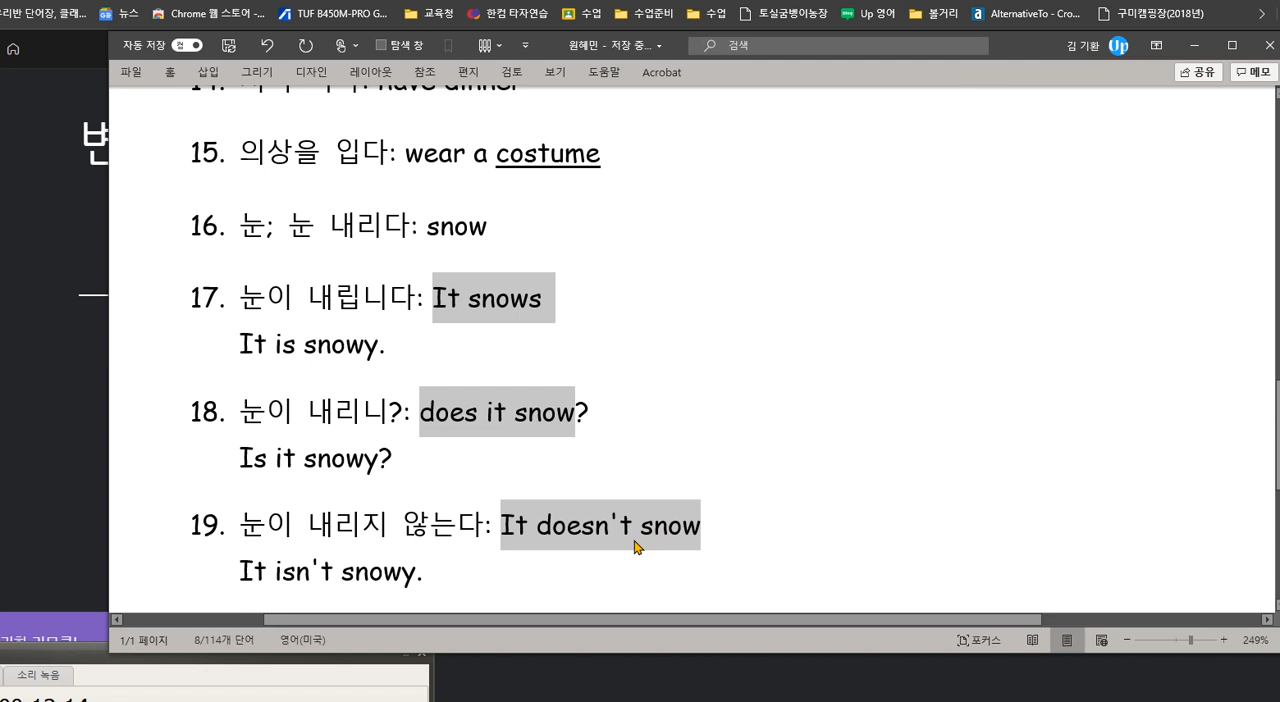 우리반 단어장, 클래... 뉴스 Chrome 웹 스토어 -... TUF B450M-PRO G... 교육청 한컴 타자연습 수업 수업준비 수업 토실굼벵이농장 Up 영어 볼거리 AlternativeTo - Cro... 구미캠핑장(2018년)
자동 저장 원혜민 - 저장 중... 검색 김 기환 Up
탐색 창
파일 홈 삽입 그리기 디자인 레이아웃 참조 편지 검토 보기 도움말 Acrobat 공유 메모
have dinner
15. 의상을 입다: wear a costume
16. 눈; 눈 내리다: snow
17. 눈이 내립니다: It snows
It is snowy.
18. 눈이 내리니?: does it snow?
Is it snowy?
19. 눈이 내리지 않는다: It doesn't snow
It isn't snowy.
1/1 페이지 8/114개 단어 영어(미국) 포커스 249%
소리 녹음